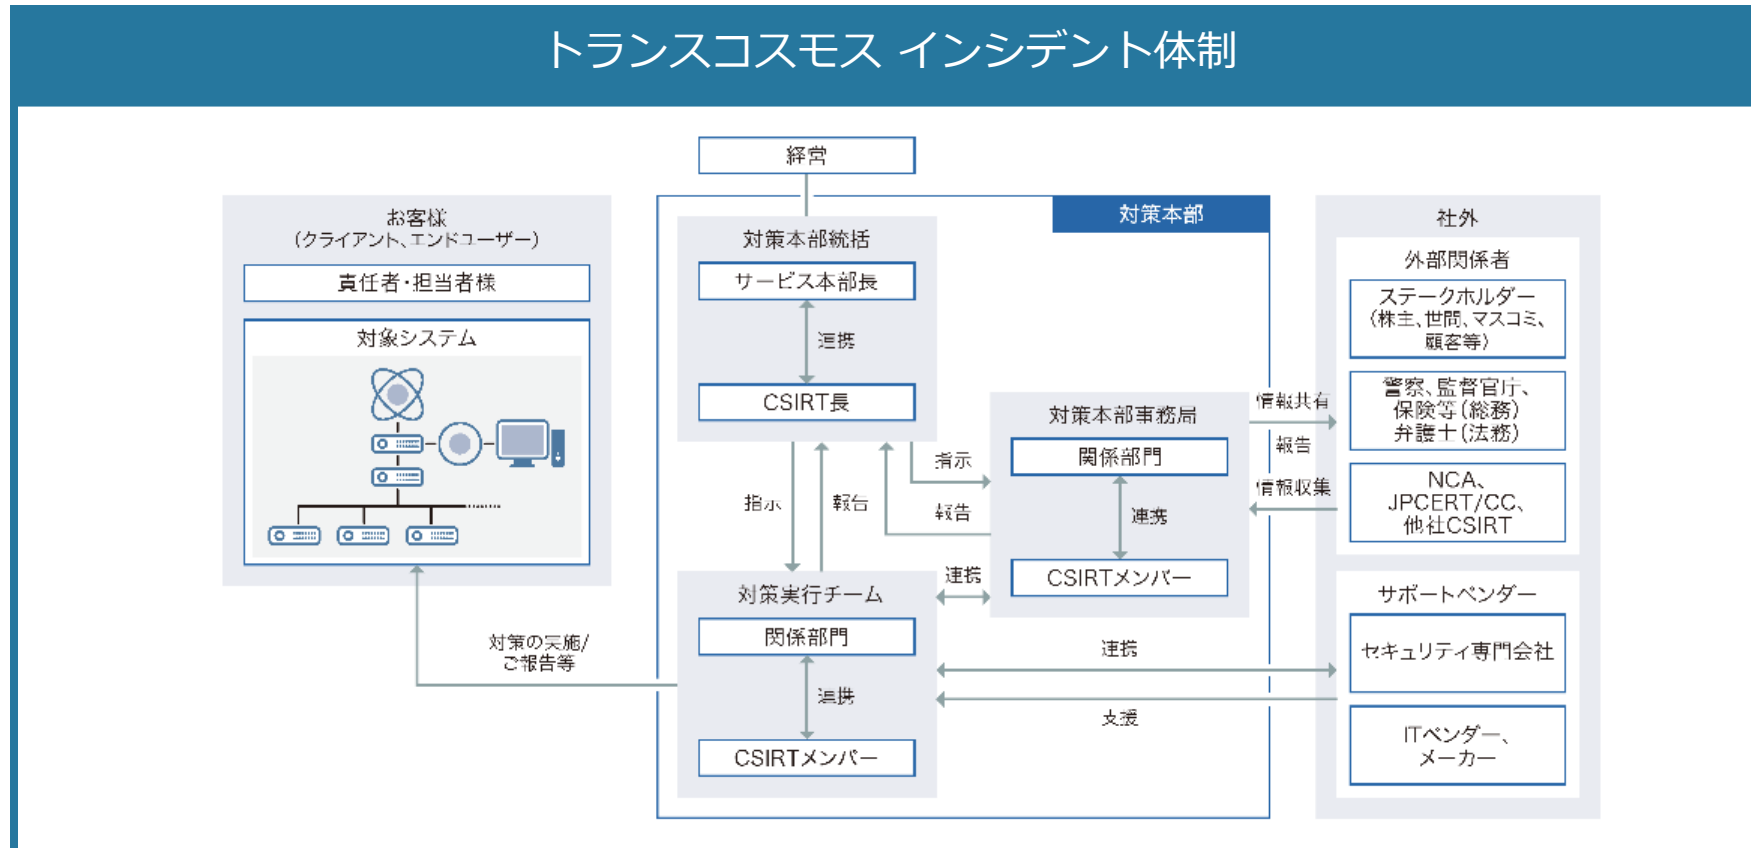 トランスコスモス インシデント体制
経営
お客様
（クライアント、エンドユーザー）
責任者・担当者様
対象システム
対策の実施/
ご報告等
対策本部
対策本部統括
サービス本部長
連携
CSIRT長
指示
報告
指示
報告
対策本部事務局
関係部門
連携
CSIRTメンバー
連携
対策実行チーム
関係部門
連携
CSIRTメンバー
情報共有
報告
情報収集
連携
支援
社外
外部関係者
ステークホルダー
（株主、世間、マスコミ、
顧客等）
警察、監督官庁、
保険等（総務）
弁護士（法務）
NCA、
JPCERT/CC、
他社CSIRT
サポートベンダー
セキュリティ専門会社
ITベンダー、
メーカー